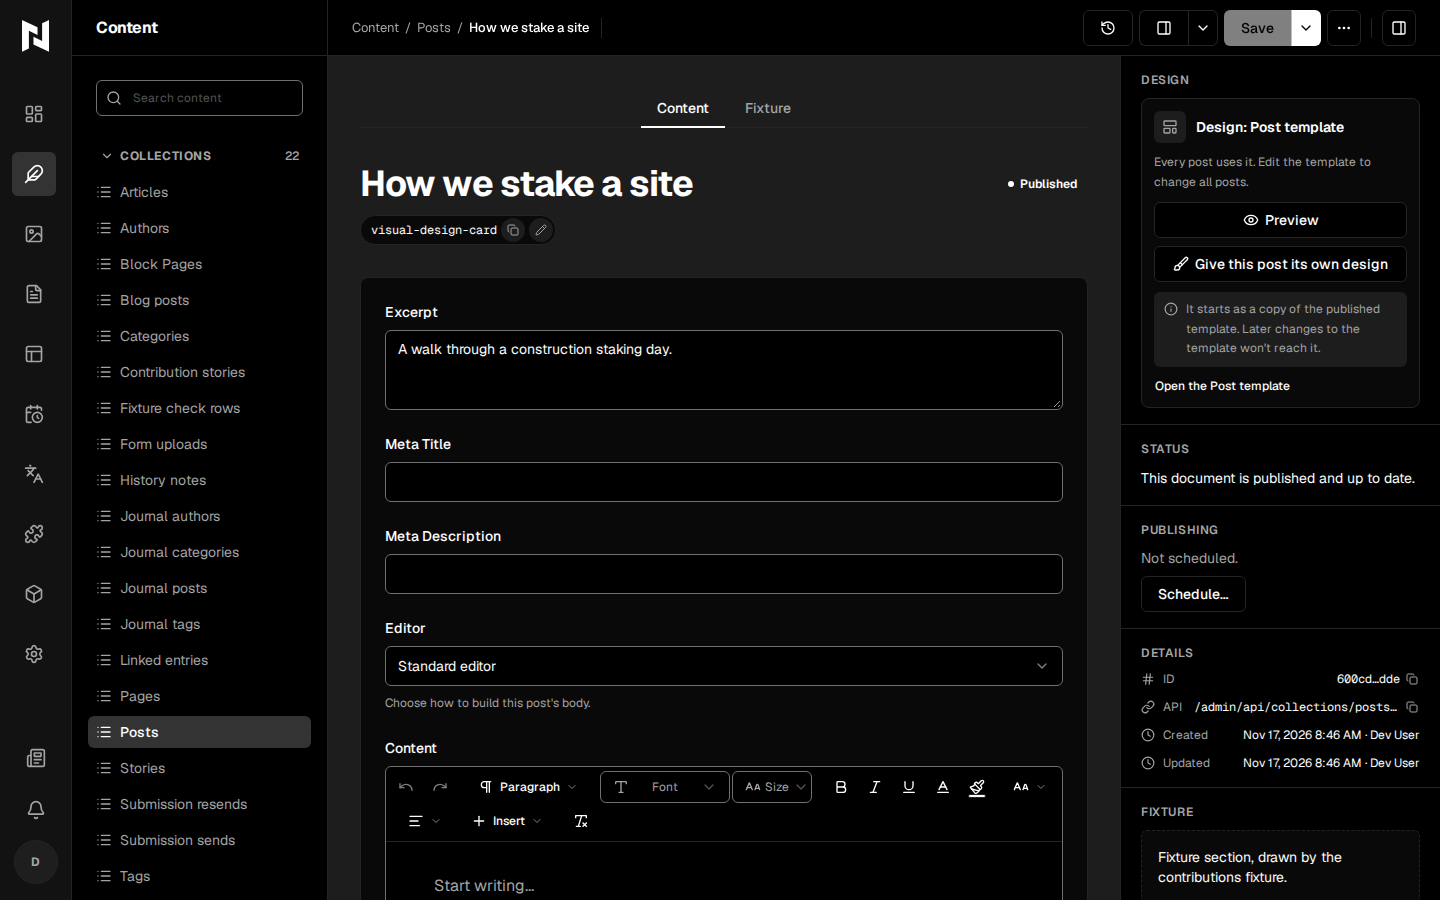 Content
Content / Posts / How we stake a site
Save
Search content
COLLECTIONS 22
Articles
Authors
Block Pages
Blog posts
Categories
Contribution stories
Fixture check rows
Form uploads
History notes
Journal authors
Journal categories
Journal posts
Journal tags
Linked entries
Pages
Posts
Stories
Submission resends
Submission sends
Tags
D
Content Fixture
How we stake a site
Published
visual-design-card
Excerpt
A walk through a construction staking day.
Meta Title
Meta Description
Editor
Standard editor
Choose how to build this post's body.
Content
Paragraph
Font
Size
Insert
Start writing...
DESIGN
Design: Post template
Every post uses it. Edit the template to
change all posts.
Preview
Give this post its own design
It starts as a copy of the published
template. Later changes to the
template won't reach it.
Open the Post template
STATUS
This document is published and up to date.
PUBLISHING
Not scheduled.
Schedule...
DETAILS
ID 600cd…dde
API /admin/api/collections/posts…
Created Nov 17, 2026 8:46 AM · Dev User
Updated Nov 17, 2026 8:46 AM · Dev User
FIXTURE
Fixture section, drawn by the
contributions fixture.